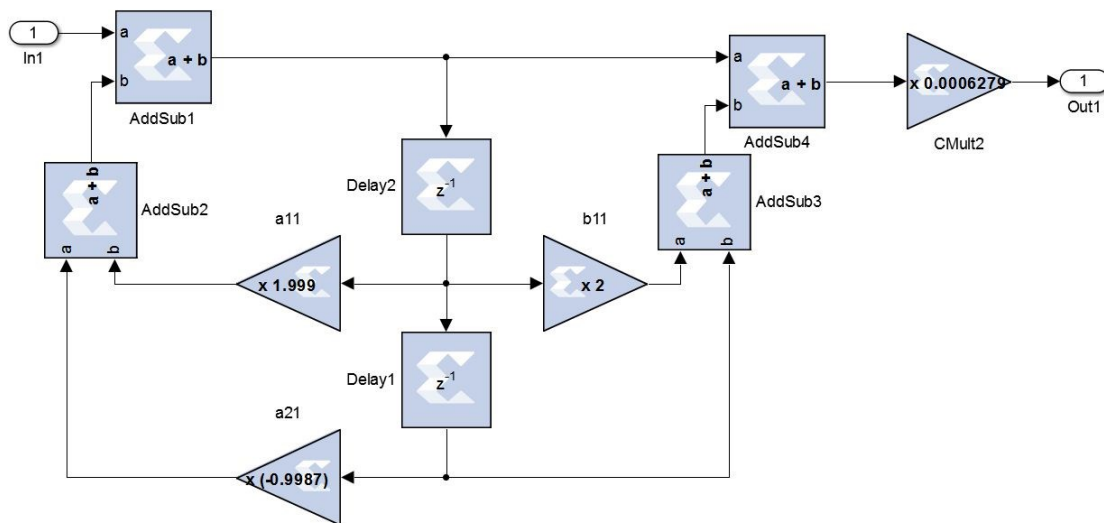 1
In1
a
b
a + b
AddSub1
a
b
a + b
AddSub4
x 0.0006279
CMult2
1
Out1
a + b
a
b
AddSub2
Delay2
z-1
a + b
a
b
AddSub3
a11
x 1.999
b11
x 2
Delay1
z-1
a21
x (-0.9987)